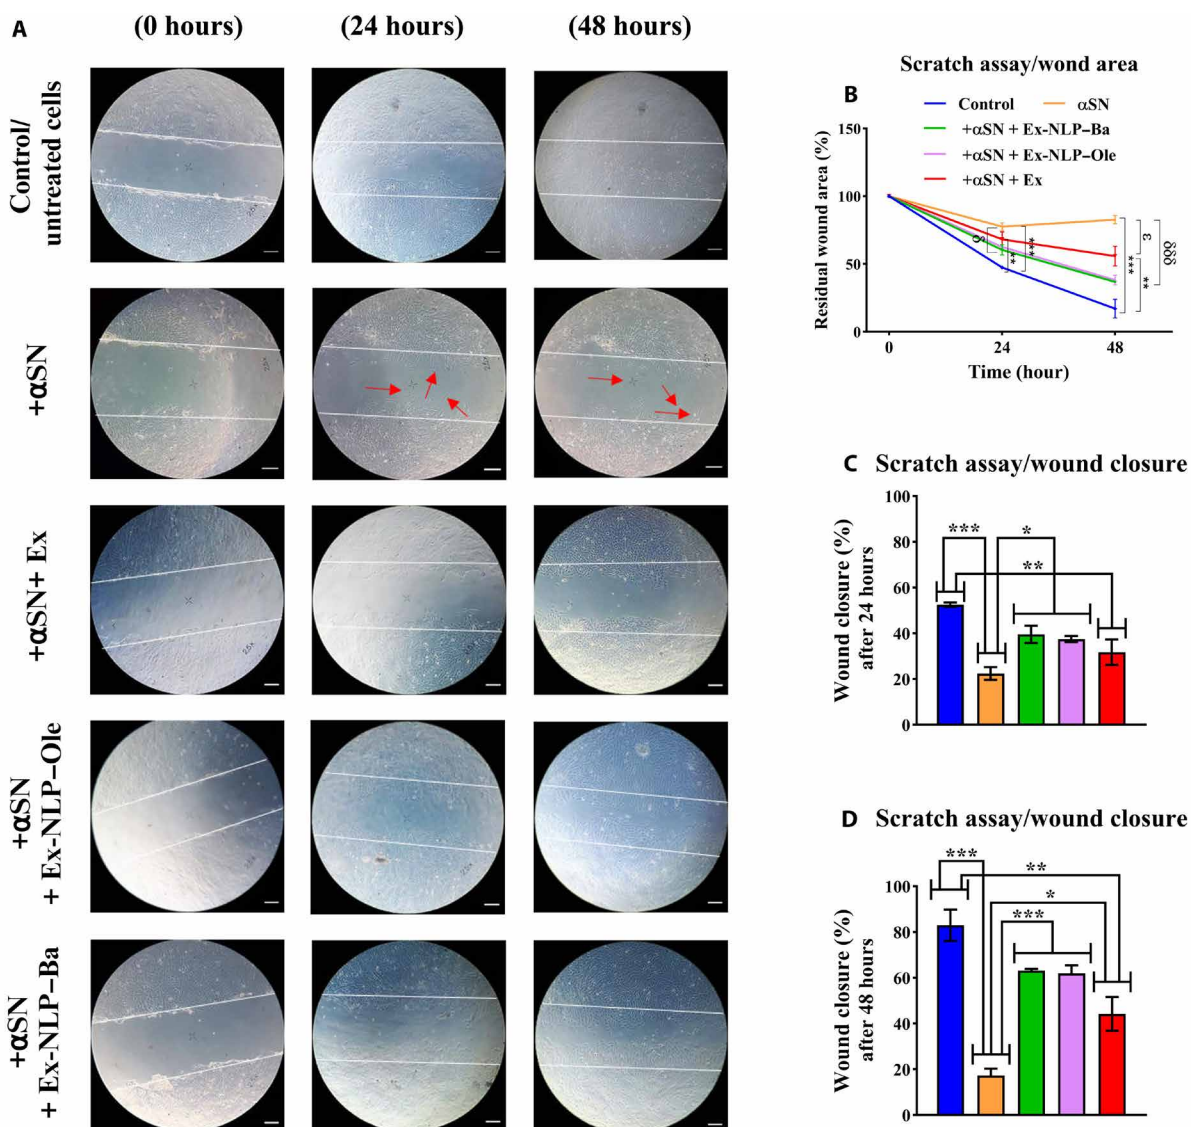 A
(0 hours)
(24 hours)
(48 hours)
Control/
untreated cells
+αSN
+αSN+ Ex
+αSN
+ Ex-NLP–Ole
+αSN
+ Ex-NLP–Ba
Scratch assay/wond area
B
Control
αSN
+αSN + Ex-NLP–Ba
+αSN + Ex-NLP–Ole
+αSN + Ex
Residual wound area (%)
150
100
50
0
0
24
48
Time (hour)
**
***
***
**
ε
δδδ
C Scratch assay/wound closure
Wound closure (%)
after 24 hours
100
80
60
40
20
0
***
*
**
D Scratch assay/wound closure
Wound closure (%)
after 48 hours
100
80
60
40
20
0
***
**
*
***